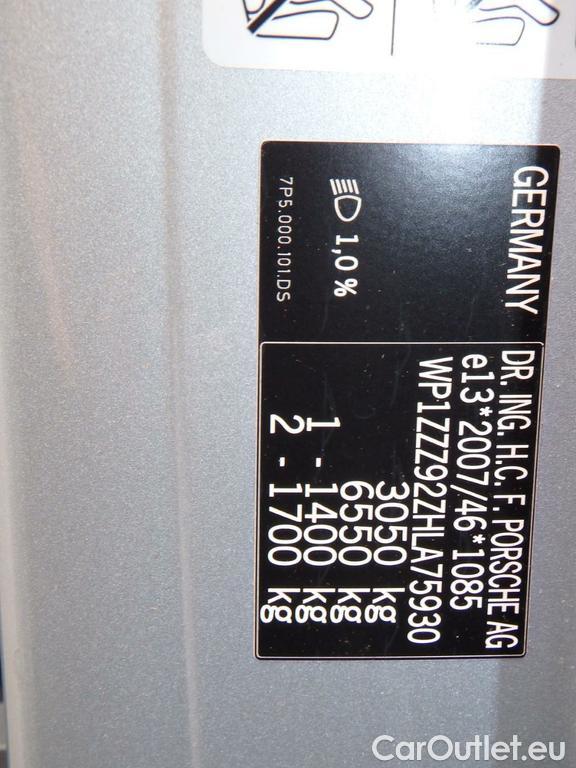 GERMANY
1,0 %
7P5.000.101.DS
DR. ING. H.C. F. PORSCHE AG
e13*2007/46*1085
WP1ZZZ92ZHLA75930
3050 kg
6550 kg
1 - 1400 kg
2 - 1700 kg
CarOutlet.eu